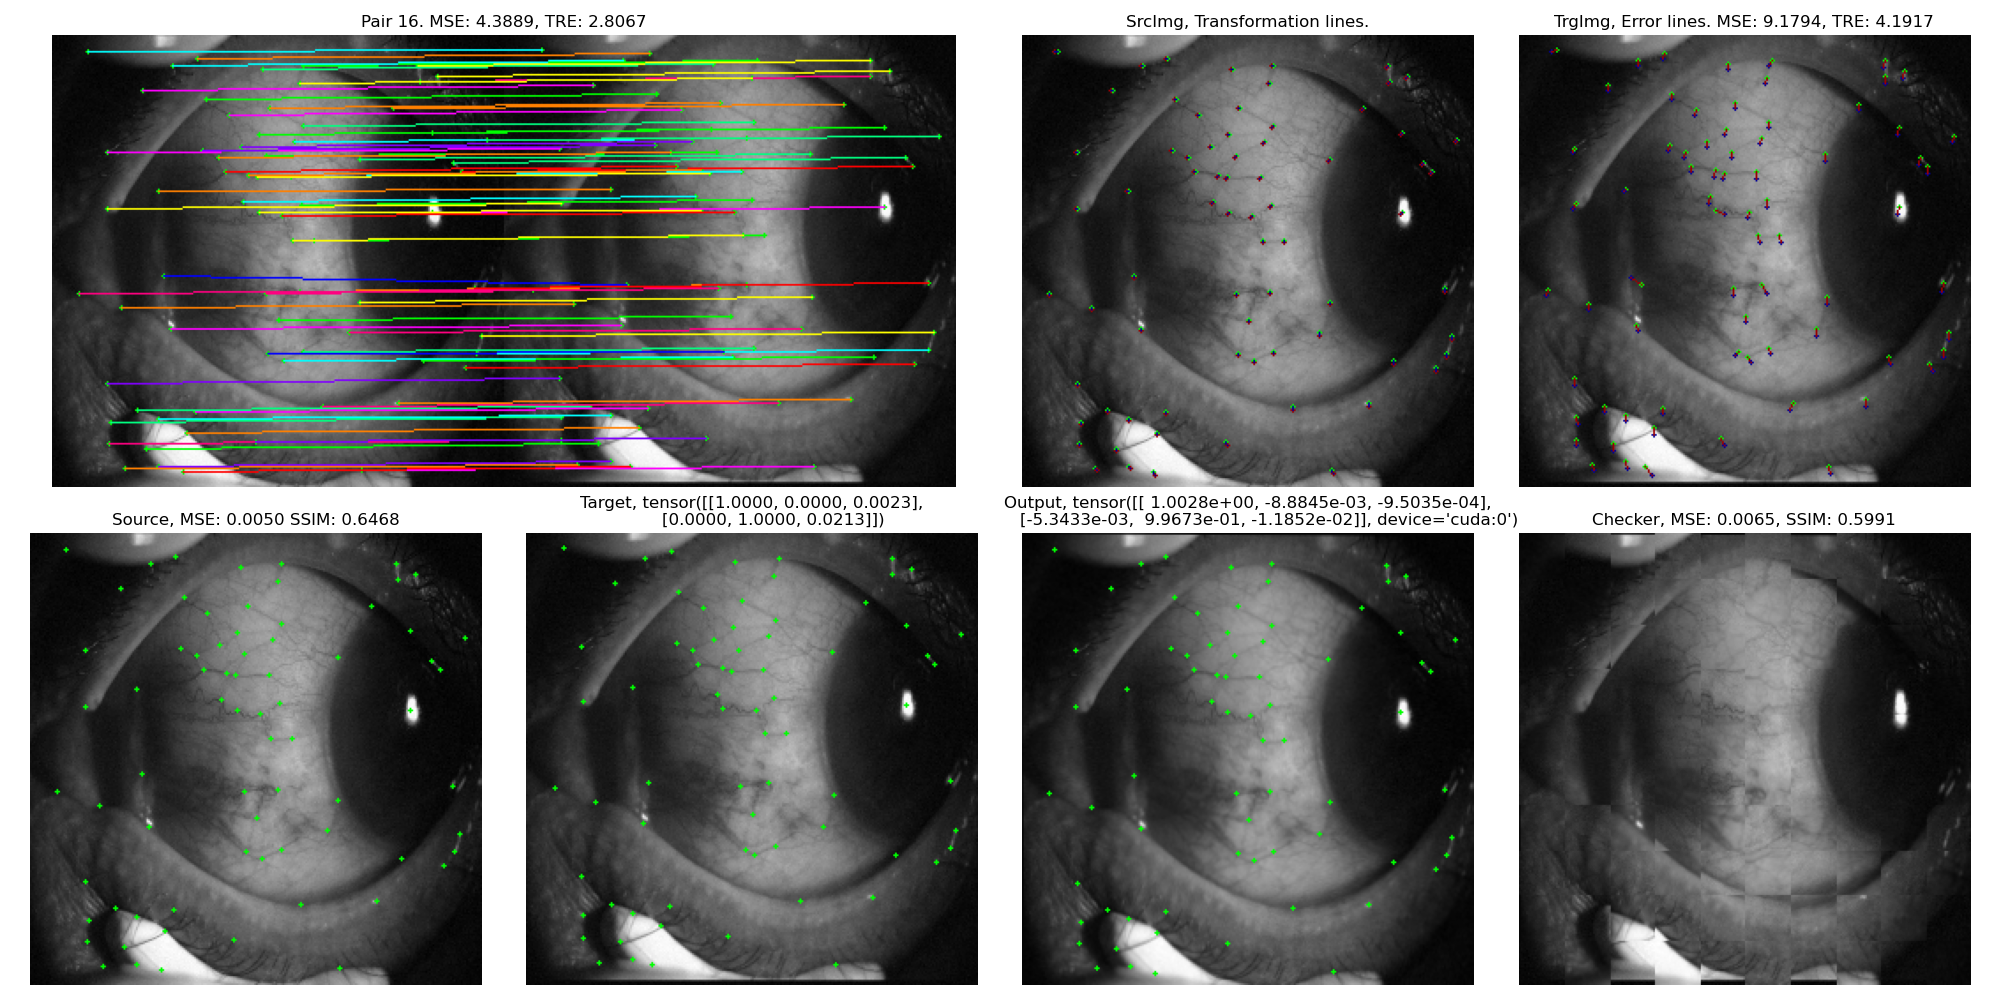 Pair 16. MSE: 4.3889, TRE: 2.8067
SrcImg, Transformation lines.
TrgImg, Error lines. MSE: 9.1794, TRE: 4.1917
Source, MSE: 0.0050 SSIM: 0.6468
Target, tensor([[1.0000, 0.0000, 0.0023],
[0.0000, 1.0000, 0.0213]])
Output, tensor([[ 1.0028e+00, -8.8845e-03, -9.5035e-04],
[-5.3433e-03,  9.9673e-01, -1.1852e-02]], device='cuda:0')
Checker, MSE: 0.0065, SSIM: 0.5991